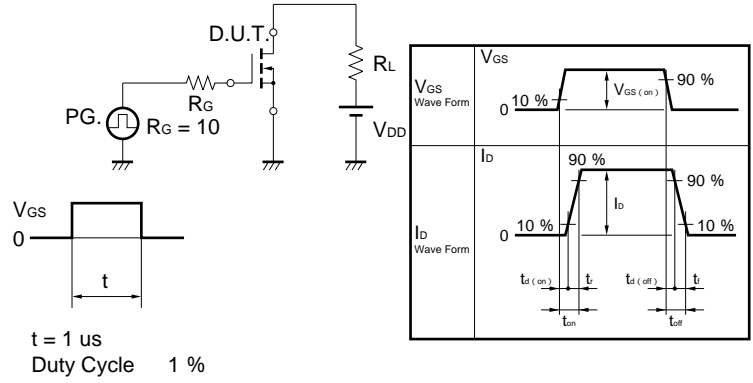 D.U.T.
RL
RG
PG.
RG = 10
VDD
VGS
0
t
t = 1 us
Duty Cycle 1 %
VGS
Wave Form
VGS
10 %
0
VGS (on)
90 %
ID
Wave Form
ID
90 %
90 %
10 %
0
ID
10 %
td (on)
tr
td (off)
tf
ton
toff